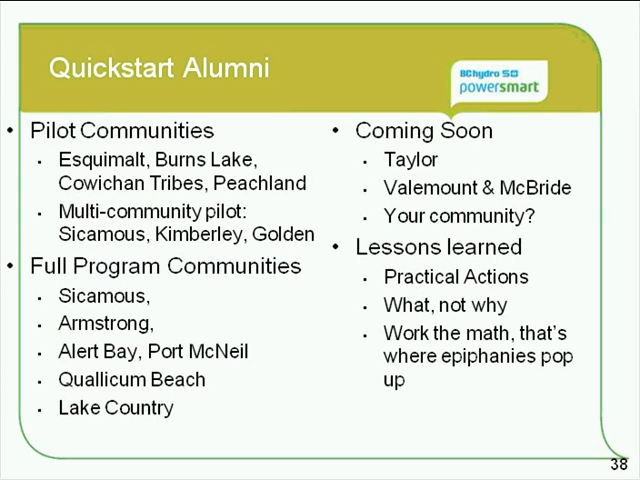 Quickstart Alumni
BChydro
powersmart
• Pilot Communities
▪ Esquimalt, Burns Lake,
Cowichan Tribes, Peachland
▪ Multi-community pilot:
Sicamous, Kimberley, Golden
• Full Program Communities
▪ Sicamous,
▪ Armstrong,
▪ Alert Bay, Port McNeil
▪ Quallicum Beach
▪ Lake Country
• Coming Soon
▪ Taylor
▪ Valemount & McBride
▪ Your community?
• Lessons learned
▪ Practical Actions
▪ What, not why
▪ Work the math, that's
where epiphanies pop
up
38